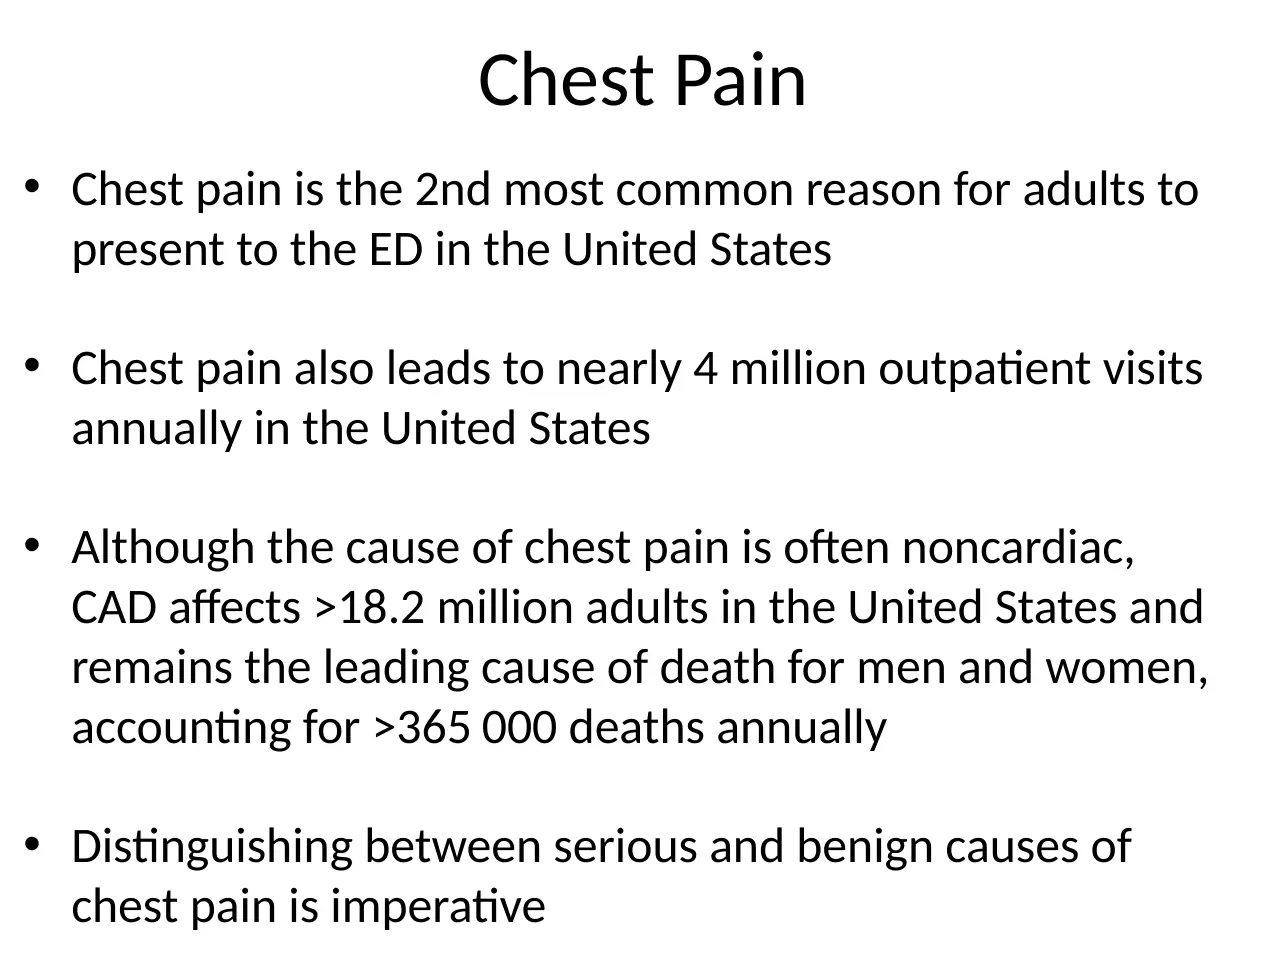 Chest Pain
• Chest pain is the 2nd most common reason for adults to
present to the ED in the United States
• Chest pain also leads to nearly 4 million outpatient visits
annually in the United States
• Although the cause of chest pain is often noncardiac,
CAD affects >18.2 million adults in the United States and
remains the leading cause of death for men and women,
accounting for >365 000 deaths annually
• Distinguishing between serious and benign causes of
chest pain is imperative